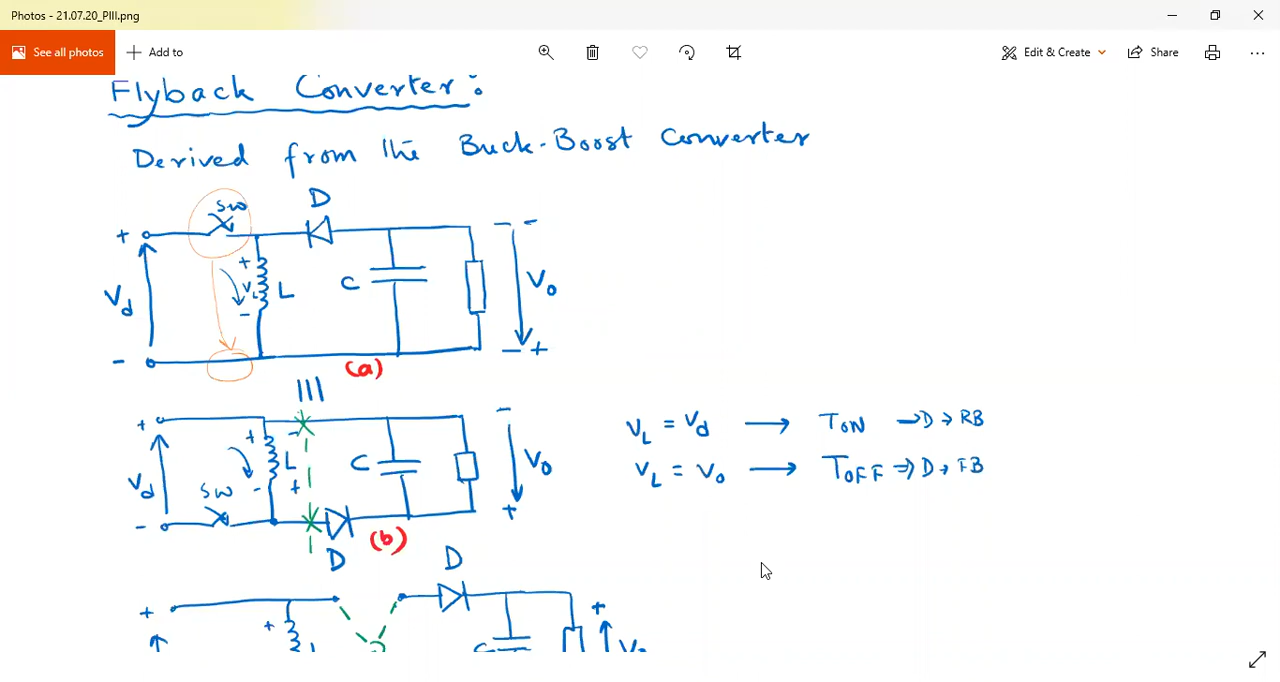 Photos - 21.07.20_PIII.png
See all photos
Add to
Edit & Create
Share
Flyback Converter:
Derived from the Buck-Boost Converter
SW
D
+
-
-
+
+
Vd
VL
L
C
Vo
-
-
+
(a)
+
-
+
-
Vd
L
C
Vo
VL = Vd → TON → D → RB
VL = Vo → TOFF ⇒ D → FB
SW
-
+
-
+
(b)
D
D
+
+
+